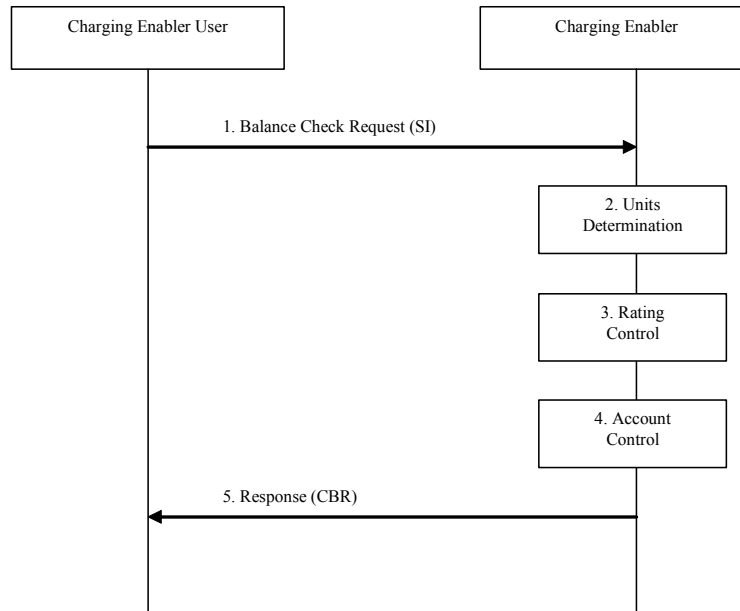 Charging Enabler User
Charging Enabler
1. Balance Check Request (SI)
2. Units
Determination
3. Rating
Control
4. Account
Control
5. Response (CBR)